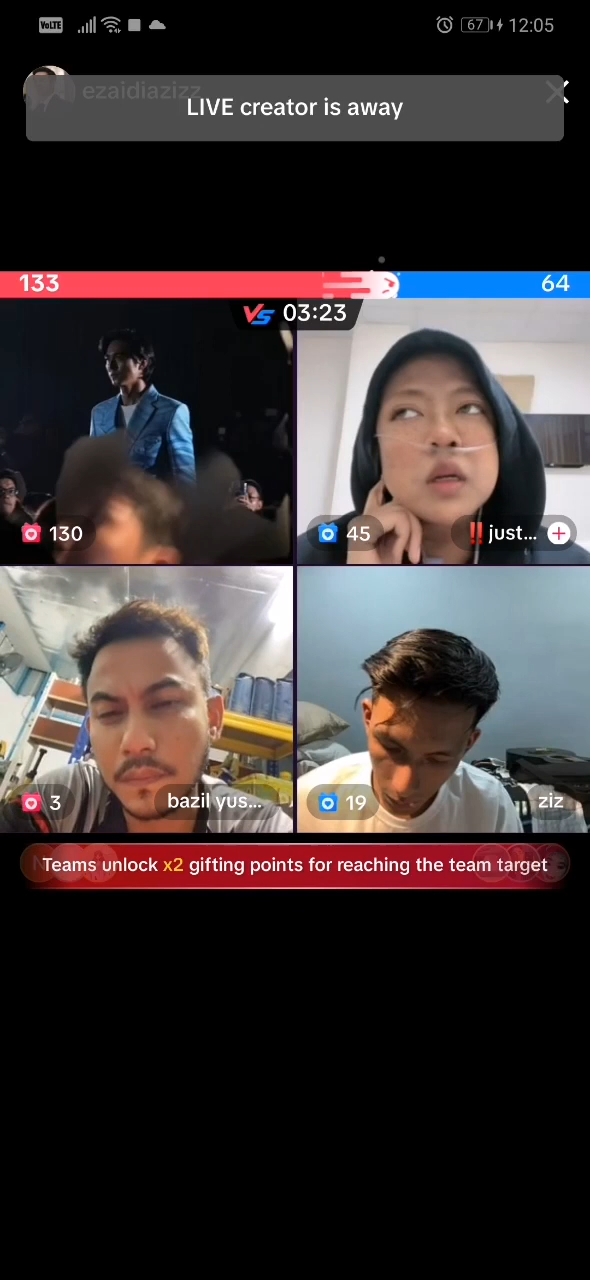 VoLTE
67
12:05
ezaidiazizz
LIVE creator is away
133
64
VS 03:23
130
45
just...
3
bazil yus...
19
ziz
Teams unlock x2 gifting points for reaching the team target